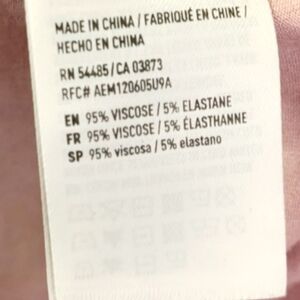 MADE IN CHINA / FABRIQUÉ EN CHINE /
HECHO EN CHINA
RN 54485/CA 03873
RFC# AEM120605U9A
EN 95% VISCOSE / 5% ELASTANE
FR 95% VISCOSE / 5% ÉLASTHANNE
SP 95% viscosa / 5% elastano